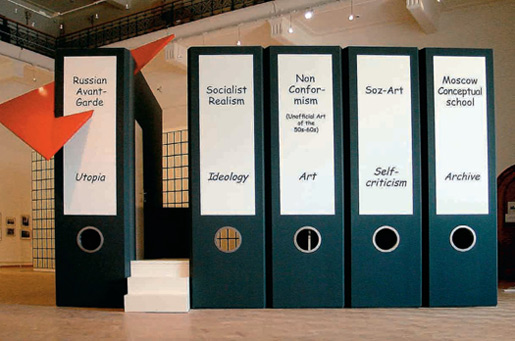 Russian
Avant-
Garde
Utopia
Socialist
Realism
Ideology
Non
Confor-
mism
(Unofficial Art
of the
50s-60s)
Art
Soz-Art
Self-
criticism
Moscow
Conceptual
school
Archive